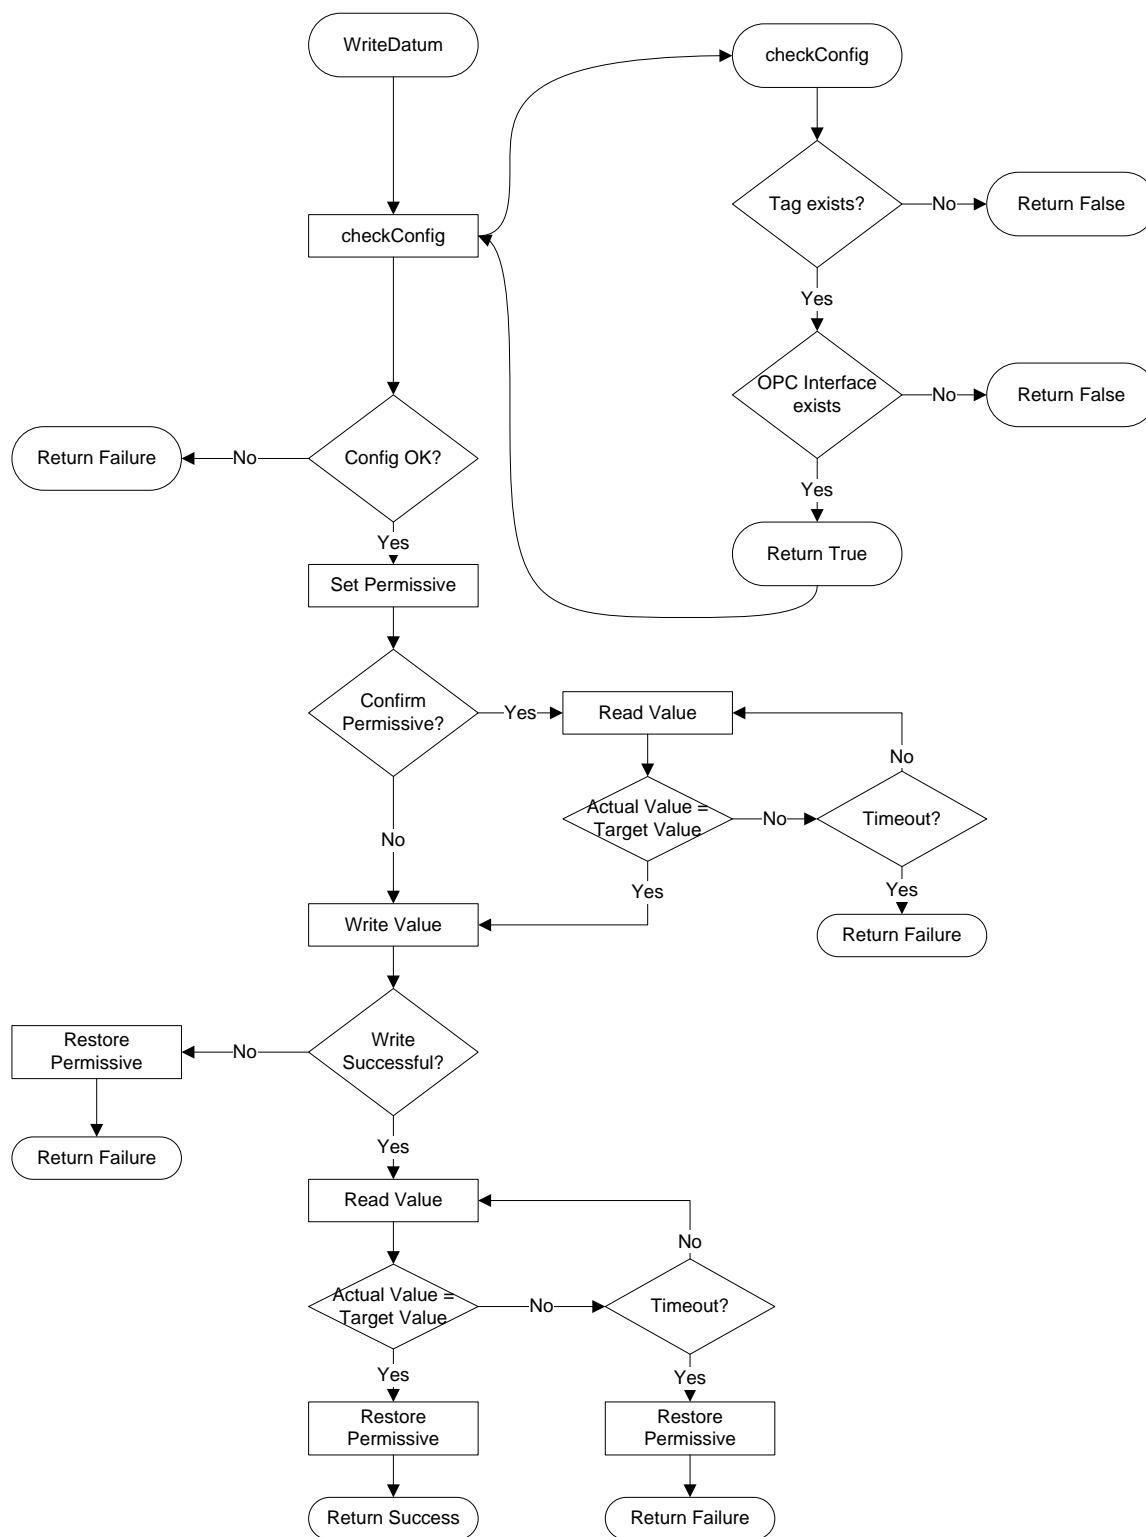 WriteDatum
checkConfig
Tag exists?
No
Return False
checkConfig
Yes
OPC Interface
exists
No
Return False
Return Failure
No
Config OK?
Yes
Return True
Yes
Set Permissive
Confirm
Permissive?
Yes
Read Value
No
Actual Value =
Target Value
No
Timeout?
No
Yes
Yes
Write Value
Return Failure
Restore
Permissive
No
Write
Successful?
Return Failure
Yes
Read Value
No
Actual Value =
Target Value
No
Timeout?
Yes
Yes
Restore
Permissive
Restore
Permissive
Return Success
Return Failure